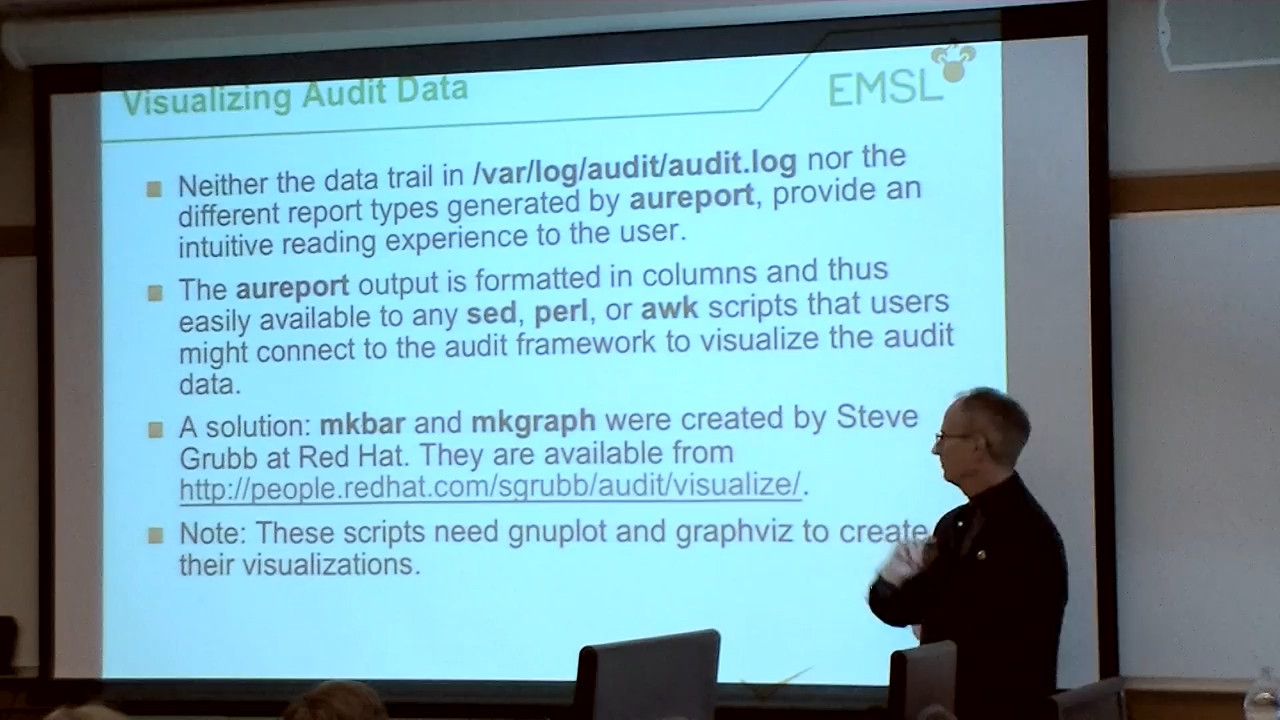 Visualizing Audit Data
EMSL
Neither the data trail in /var/log/audit/audit.log nor the
different report types generated by aureport, provide an
intuitive reading experience to the user.
The aureport output is formatted in columns and thus
easily available to any sed, perl, or awk scripts that users
might connect to the audit framework to visualize the audit
data.
A solution: mkbar and mkgraph were created by Steve
Grubb at Red Hat. They are available from
http://people.redhat.com/sgrubb/audit/visualize/.
Note: These scripts need gnuplot and graphviz to create
their visualizations.